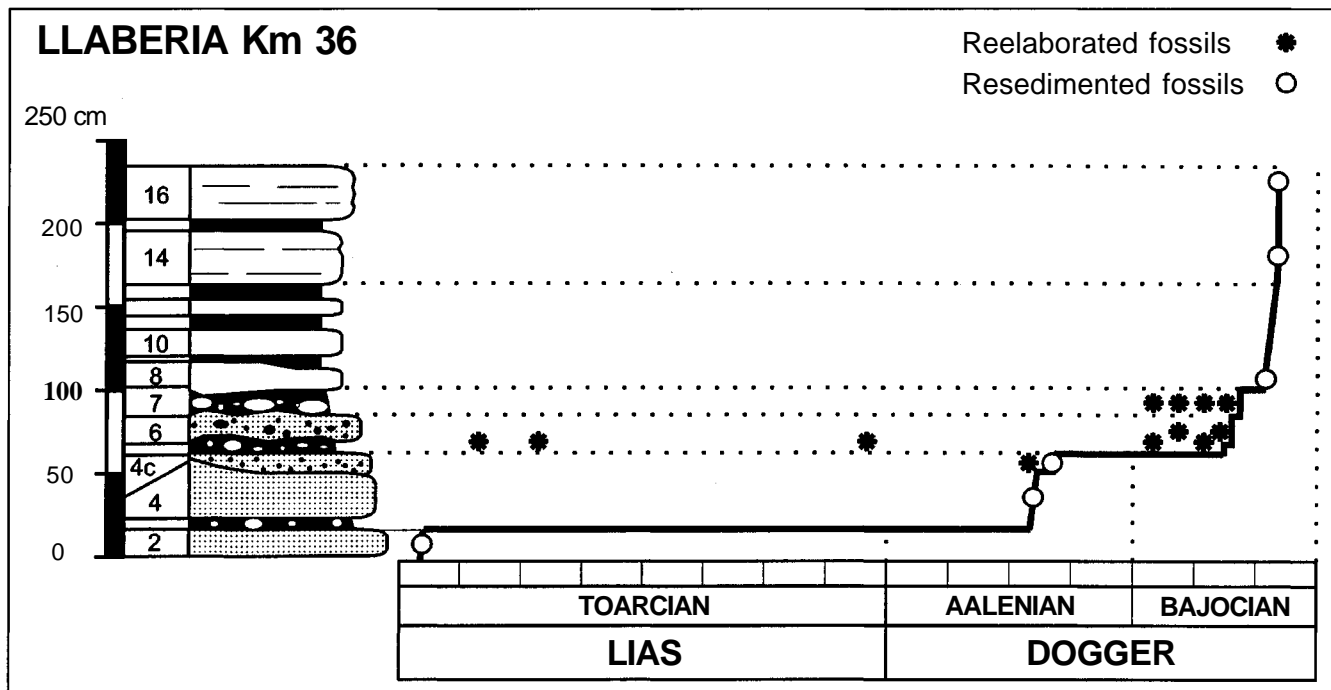 LLABERIA Km 36
Reelaborated fossils
Resedimented fossils
250 cm
16
200
14
150
10
8
100
7
6
4c
50
4
2
0
TOARCIAN AALENIAN BAJOCIAN
LIAS DOGGER